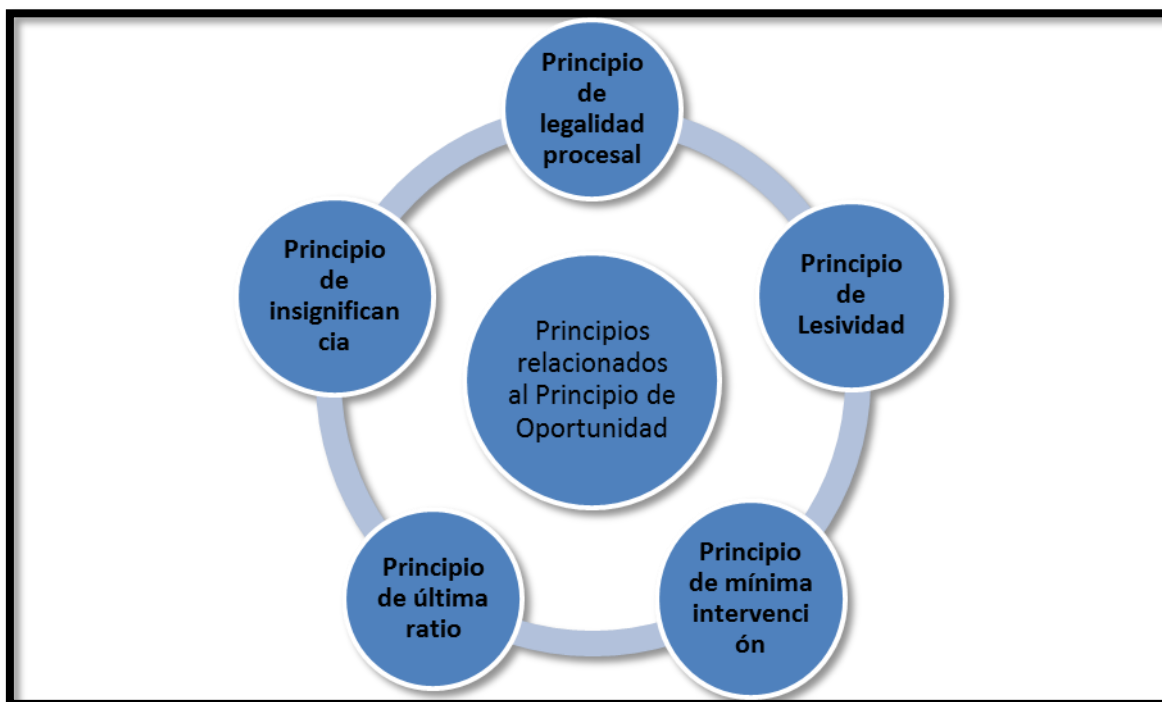 Principio
de
legalidad
procesal
Principio
de
Lesividad
Principio
de mínima
intervenci
ón
Principio
de última
ratio
Principio
de
insignifican
cia
Principios
relacionados
al Principio de
Oportunidad